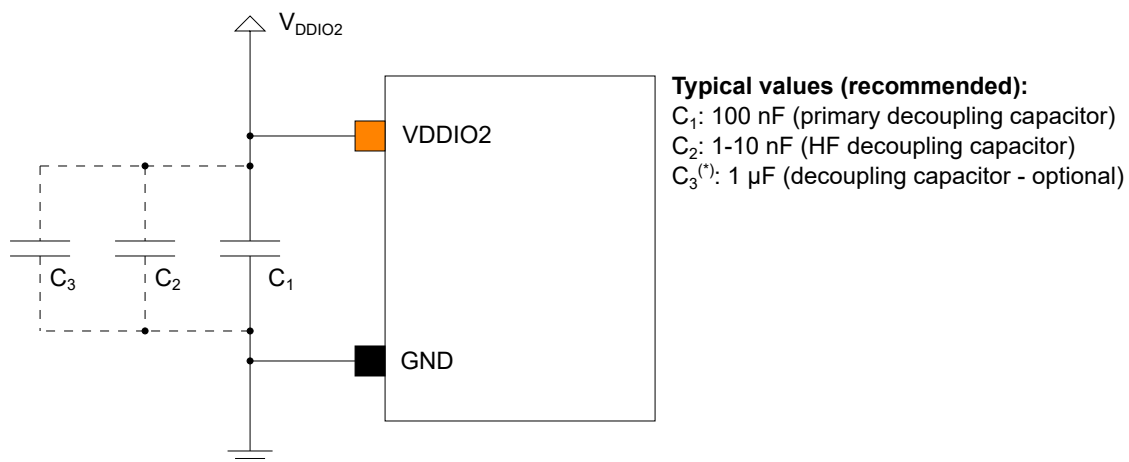 V_DDIO2
VDDIO2
C₃
C₂
C₁
GND
Typical values (recommended):
C₁: 100 nF (primary decoupling capacitor)
C₂: 1-10 nF (HF decoupling capacitor)
C₃⁽*⁾: 1 µF (decoupling capacitor - optional)